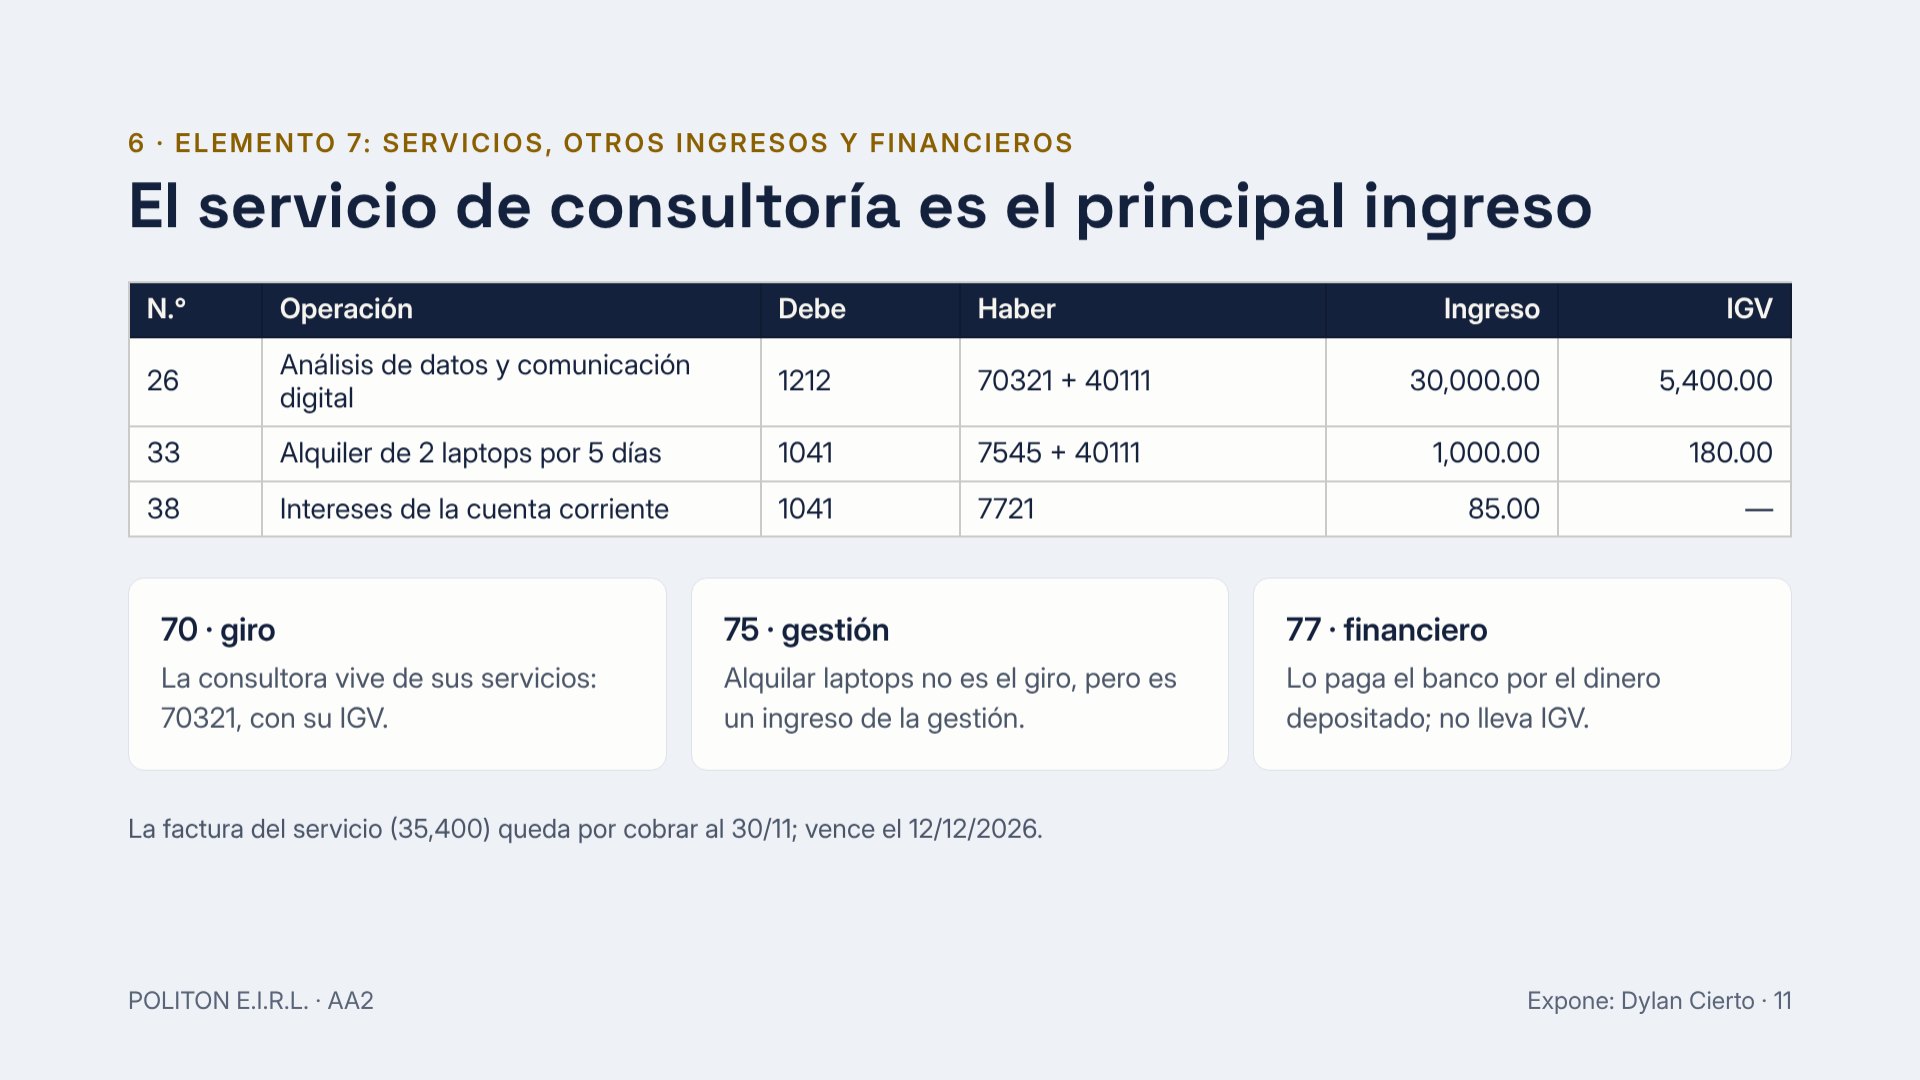 6 · ELEMENTO 7: SERVICIOS, OTROS INGRESOS Y FINANCIEROS
El servicio de consultoría es el principal ingreso
N.° Operación Debe Haber Ingreso IGV
26 Análisis de datos y comunicación digital 1212 70321 + 40111 30,000.00 5,400.00
33 Alquiler de 2 laptops por 5 días 1041 7545 + 40111 1,000.00 180.00
38 Intereses de la cuenta corriente 1041 7721 85.00 —
70 · giro
La consultora vive de sus servicios:
70321, con su IGV.
75 · gestión
Alquilar laptops no es el giro, pero es
un ingreso de la gestión.
77 · financiero
Lo paga el banco por el dinero
depositado; no lleva IGV.
La factura del servicio (35,400) queda por cobrar al 30/11; vence el 12/12/2026.
POLITON E.I.R.L. · AA2
Expone: Dylan Cierto · 11